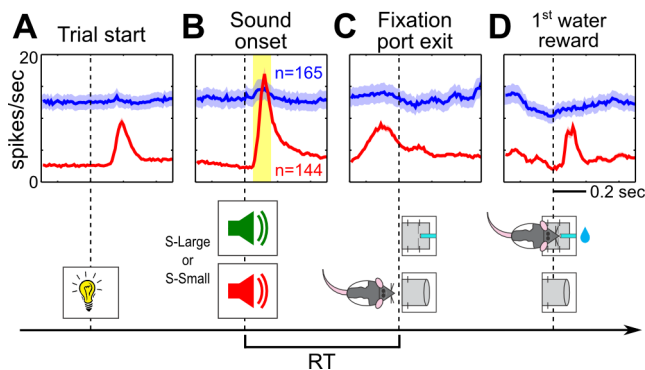 A
Trial start
B
Sound
onset
C
Fixation
port exit
D
1st water
reward
spikes/sec
20
0
n=165
n=144
0.2 sec
S-Large
or
S-Small
RT